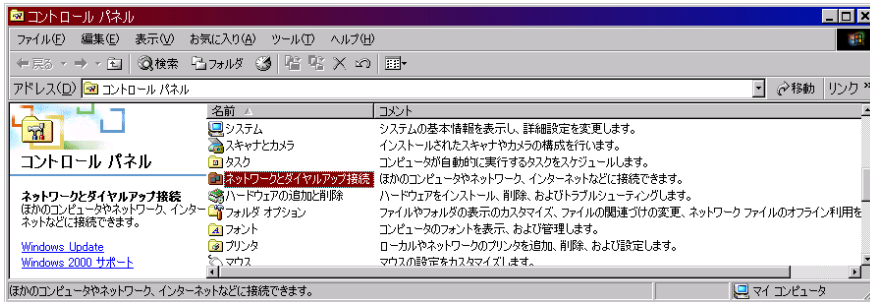 コントロール パネル
ファイル(F) 編集(E) 表示(V) お気に入り(A) ツール(T) ヘルプ(H)
戻る 検索 フォルダ
アドレス(D) コントロール パネル 移動 リンク »
名前 コメント
システム システムの基本情報を表示し、詳細設定を変更します。
スキャナとカメラ インストールされたスキャナやカメラの構成を行います。
コントロール パネル
タスク コンピュータが自動的に実行するタスクをスケジュールします。
ネットワークとダイヤルアップ接続 ほかのコンピュータやネットワーク、インターネットなどに接続できます。
ネットワークとダイヤルアップ接続
ほかのコンピュータやネットワーク、インターネットなどに接続できます。
ハードウェアの追加と削除 ハードウェアをインストール、削除、およびトラブルシューティングします。
フォルダ オプション ファイルやフォルダの表示のカスタマイズ、ファイルの関連づけの変更、ネットワーク ファイルのオフライン利用を
フォント コンピュータのフォントを表示、および管理します。
Windows Update
プリンタ ローカルやネットワークのプリンタを追加、削除、および設定します。
Windows 2000 サポート
マウス マウスの設定をカスタマイズします。
ほかのコンピュータやネットワーク、インターネットなどに接続できます。 マイ コンピュータ